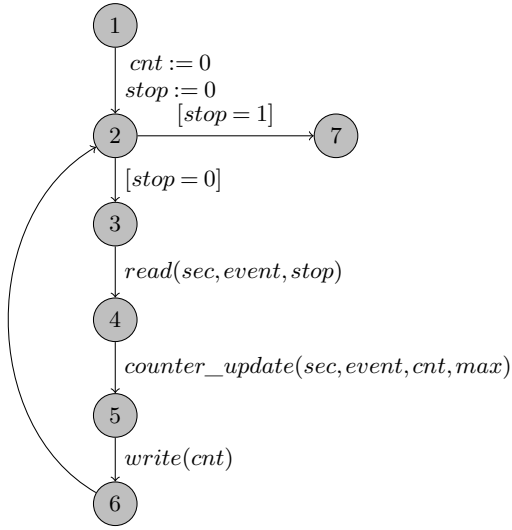 1
cnt := 0
stop := 0
[stop = 1]
2
7
[stop = 0]
3
read(sec, event, stop)
4
counter_update(sec, event, cnt, max)
5
write(cnt)
6